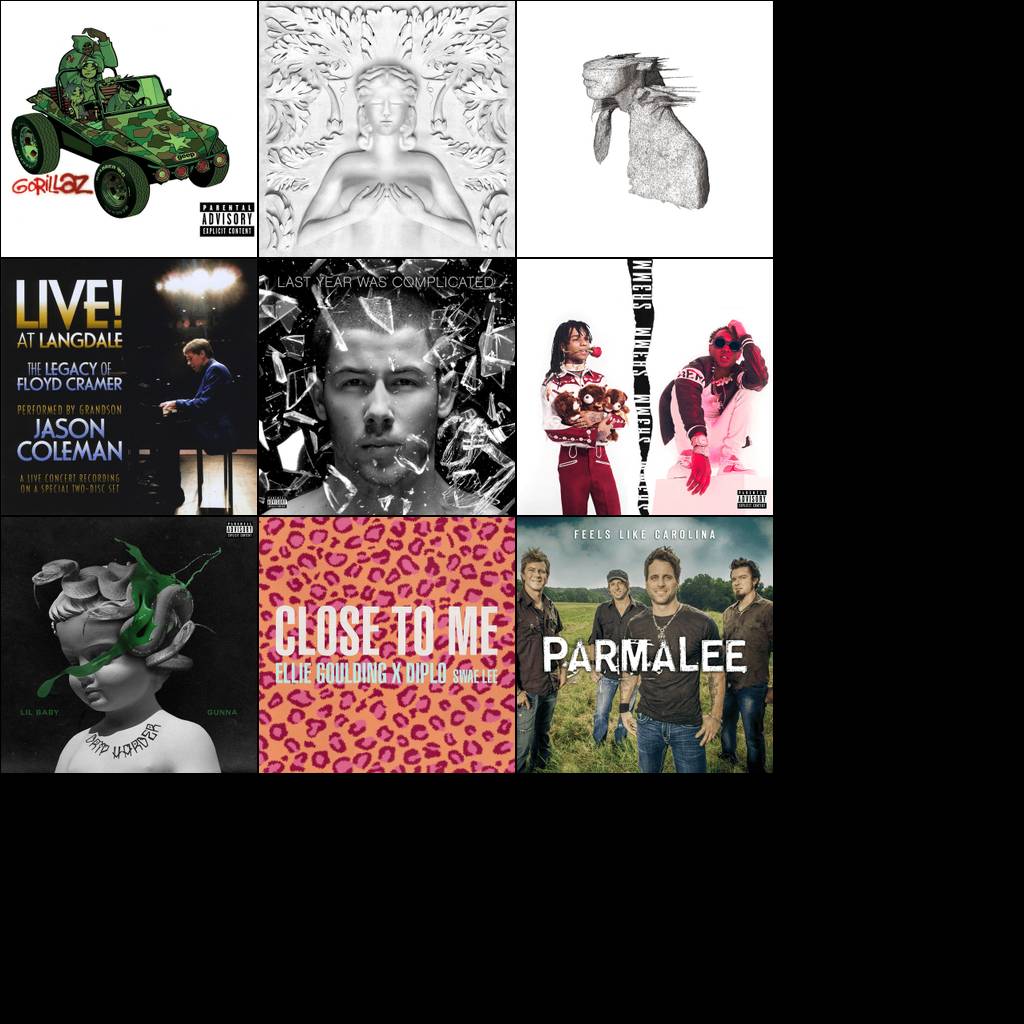 GORILLAZ
PARENTAL
ADVISORY
EXPLICIT CONTENT
LIVE!
AT LANGDALE
THE LEGACY OF
FLOYD CRAMER
PERFORMED BY GRANDSON
JASON
COLEMAN
A LIVE CONCERT RECORDING
ON A SPECIAL TWO-DISC SET
LAST YEAR WAS COMPLICATED
PARENTAL
ADVISORY
EXPLICIT CONTENT
PARENTAL
ADVISORY
EXPLICIT CONTENT
PARENTAL
ADVISORY
EXPLICIT CONTENT
LIL BABY
GUNNA
DRIP HARDER
CLOSE TO ME
ELLIE GOULDING X DIPLO SWAE LEE
FEELS LIKE CAROLINA
PARMALEE